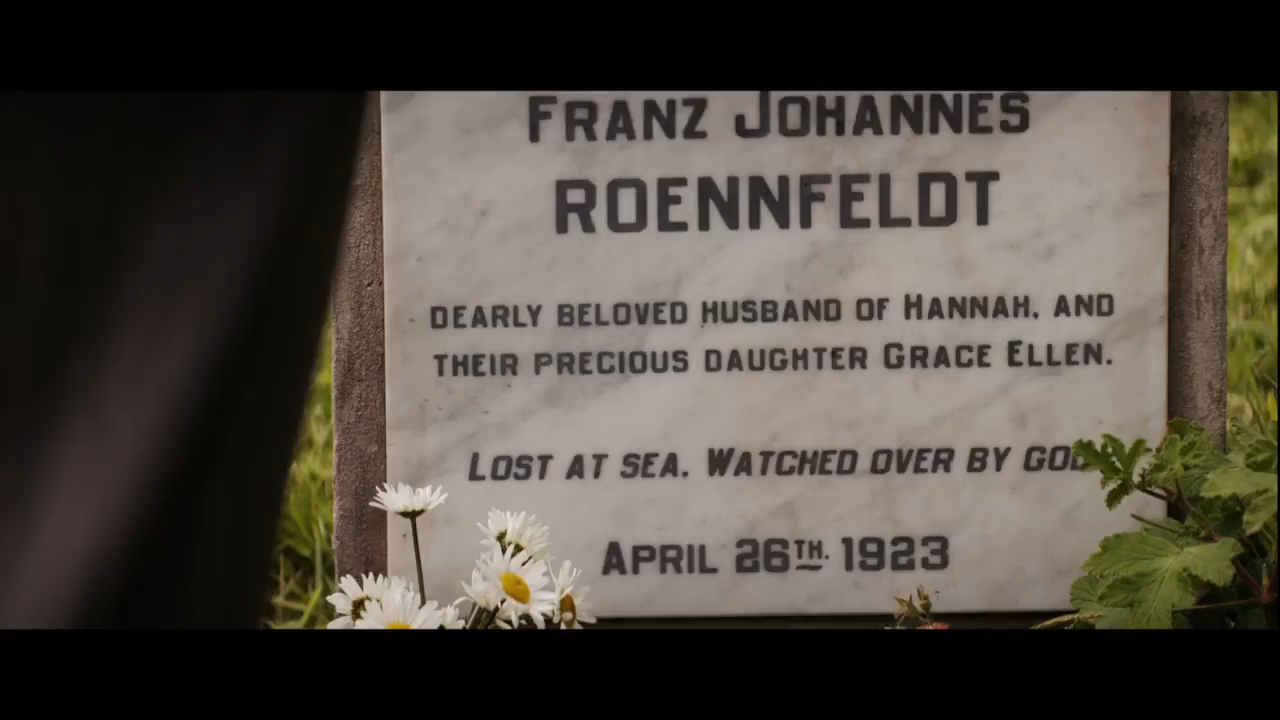 FRANZ JOHANNES
ROENNFELDT
DEARLY BELOVED HUSBAND OF HANNAH, AND
THEIR PRECIOUS DAUGHTER GRACE ELLEN.
LOST AT SEA. WATCHED OVER BY GOD
APRIL 26TH. 1923